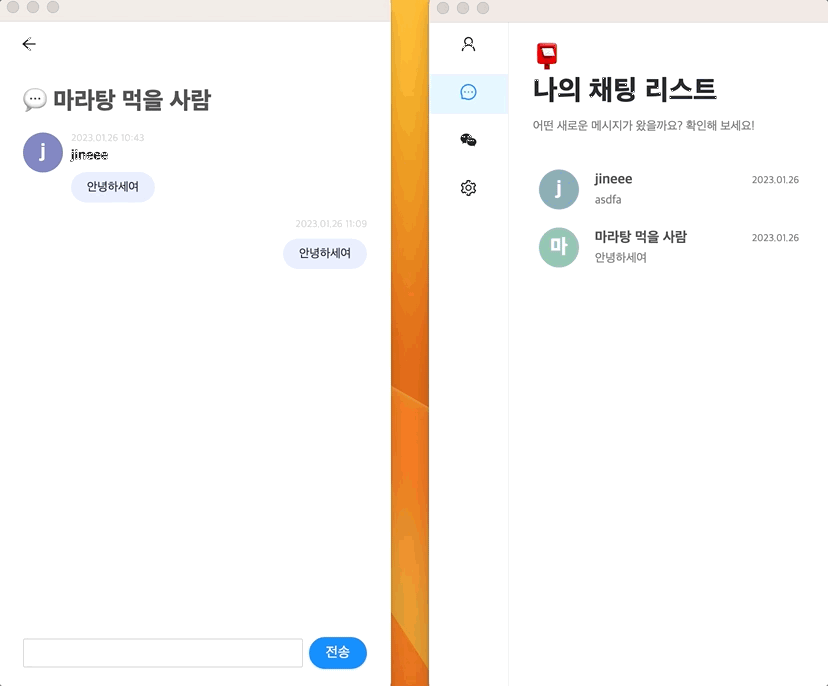 💬 마라탕 먹을 사람
2023.01.26 10:43
j
jineee
안녕하세여
2023.01.26 11:09
안녕하세여
전송
나의 채팅 리스트
어떤 새로운 메시지가 왔을까요? 확인해 보세요!
j
jineee
2023.01.26
asdfa
마
마라탕 먹을 사람
2023.01.26
안녕하세여